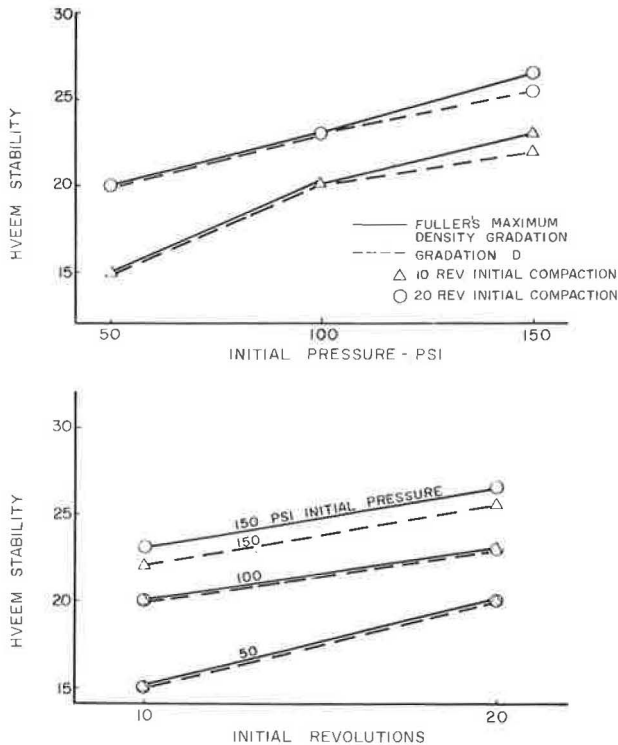 30
25
20
15
HVEEM STABILITY
FULLER'S MAXIMUM
DENSITY GRADATION
GRADATION D
10 REV INITIAL COMPACTION
20 REV INITIAL COMPACTION
50 100 150
INITIAL PRESSURE - PSI
30
25
20
15
HVEEM STABILITY
150 PSI INITIAL PRESSURE
150
100
50
10 20
INITIAL REVOLUTIONS